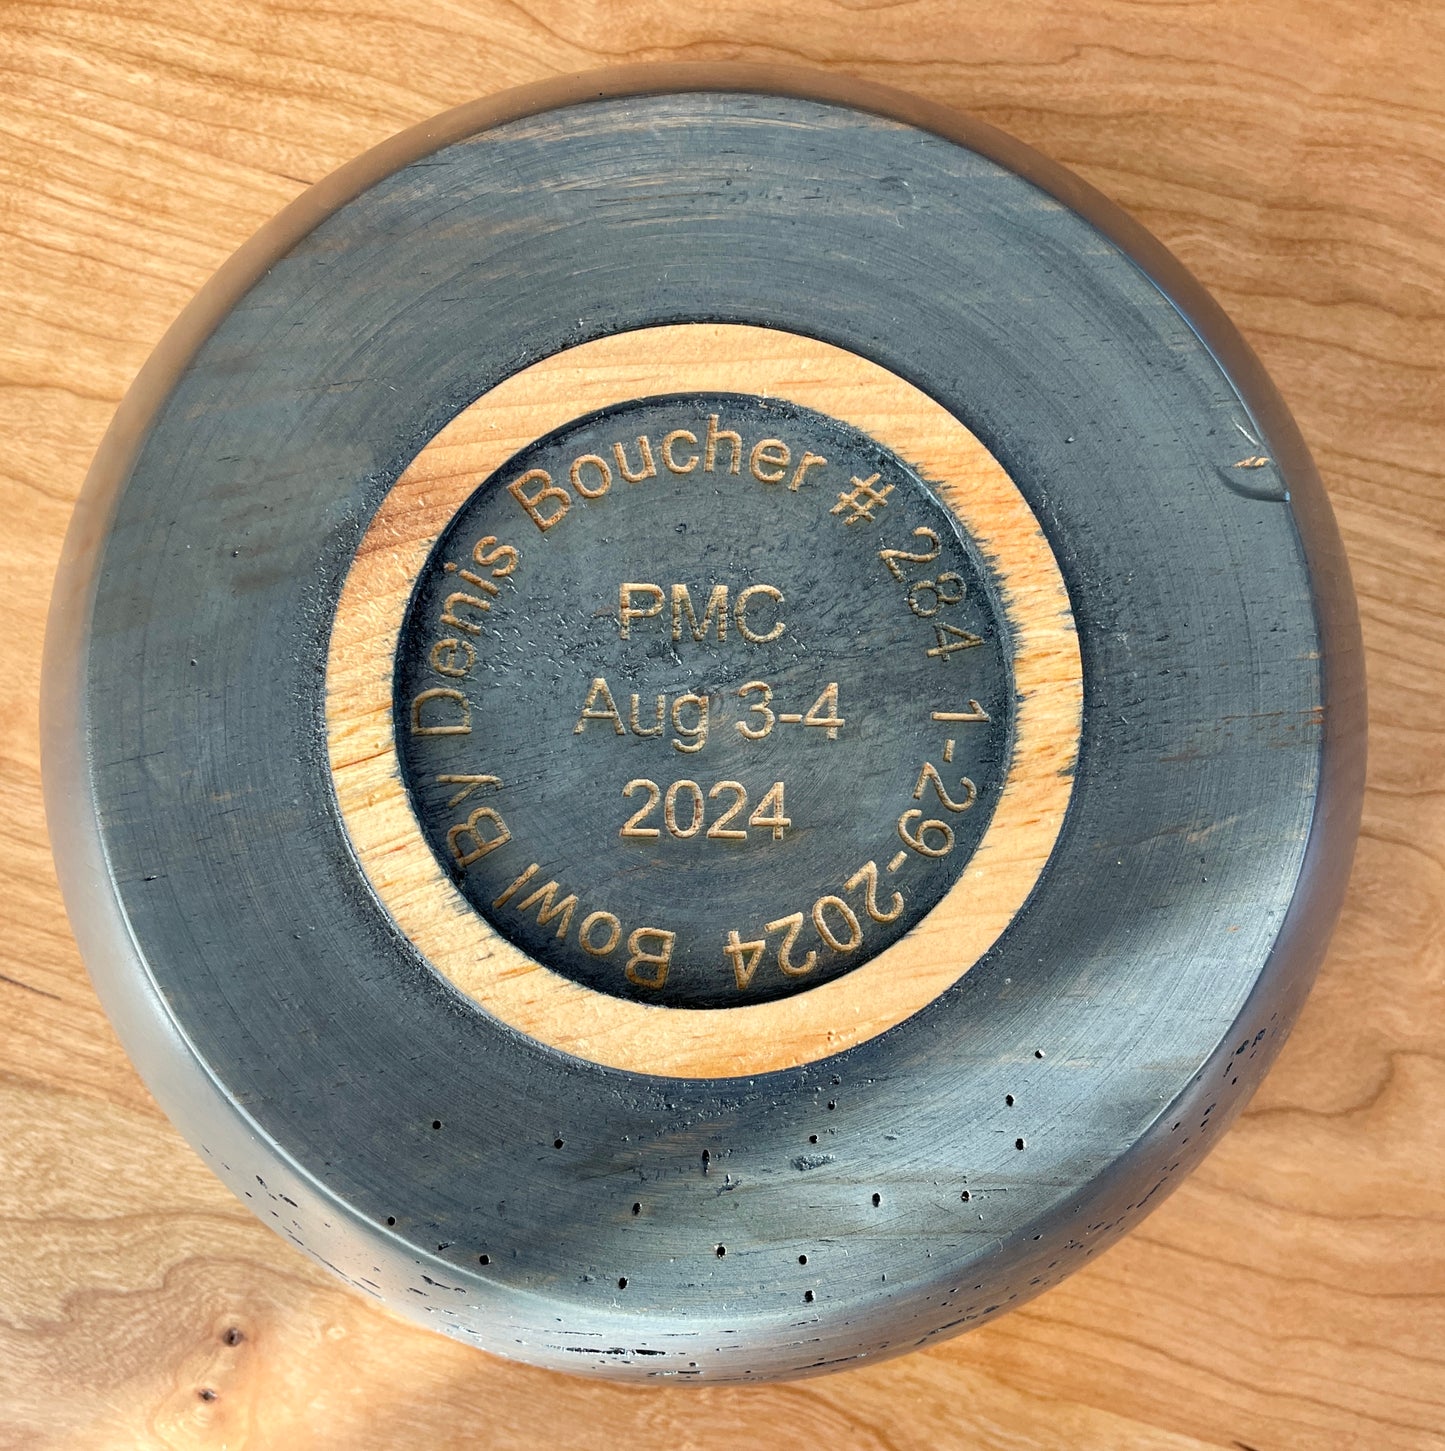 Bowl By Denis Boucher # 284 1-29-2024
PMC
Aug 3-4
2024